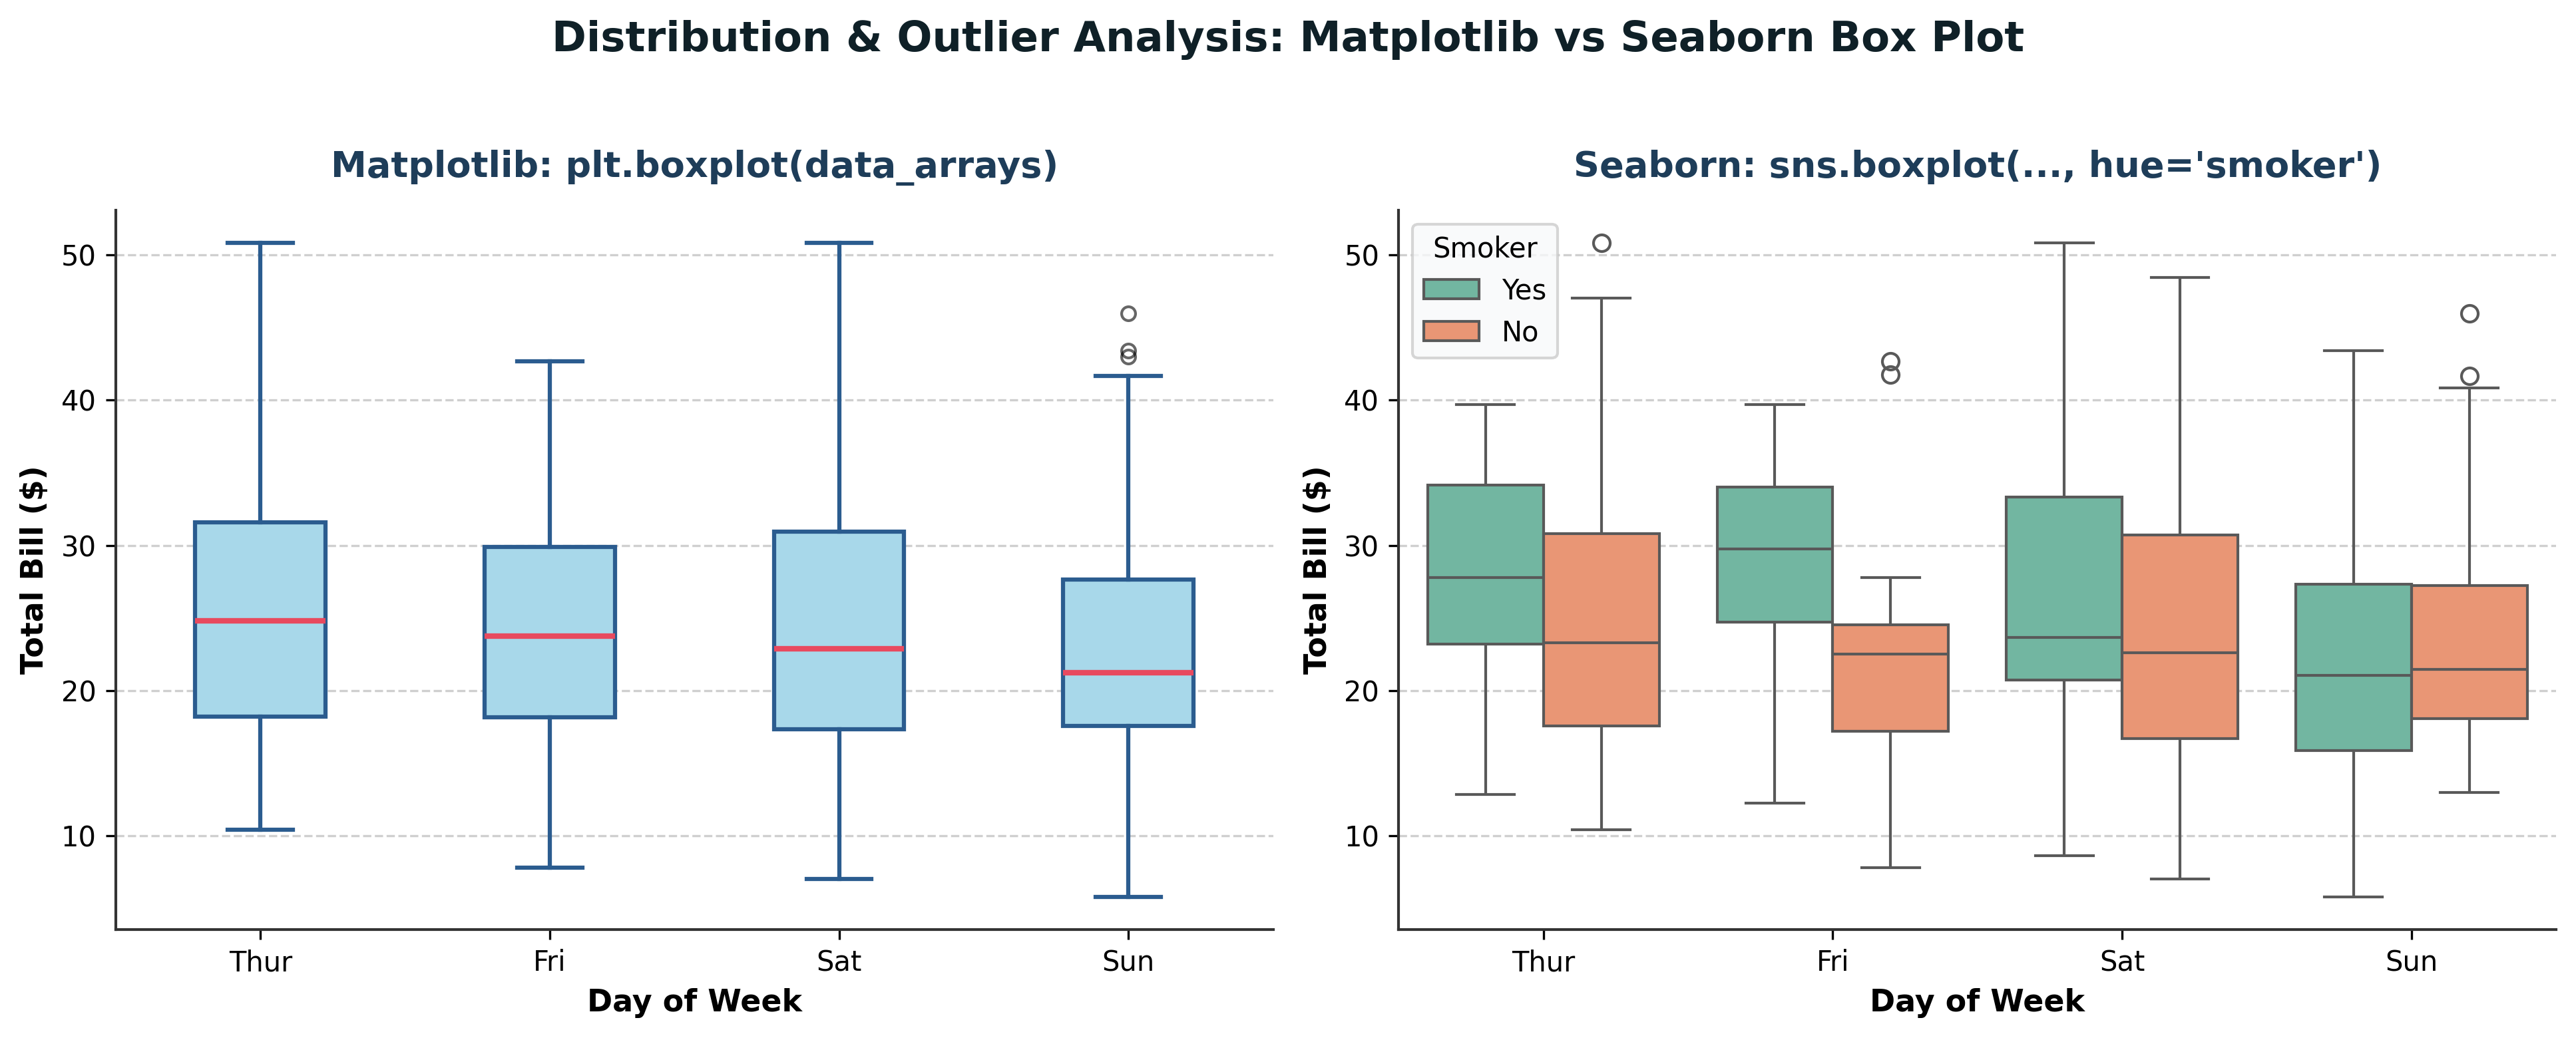 Distribution & Outlier Analysis: Matplotlib vs Seaborn Box Plot
Matplotlib: plt.boxplot(data_arrays)
Total Bill ($)
50
40
30
20
10
Thur
Fri
Sat
Sun
Day of Week
Seaborn: sns.boxplot(..., hue='smoker')
Smoker
Yes
No
Total Bill ($)
50
40
30
20
10
Thur
Fri
Sat
Sun
Day of Week